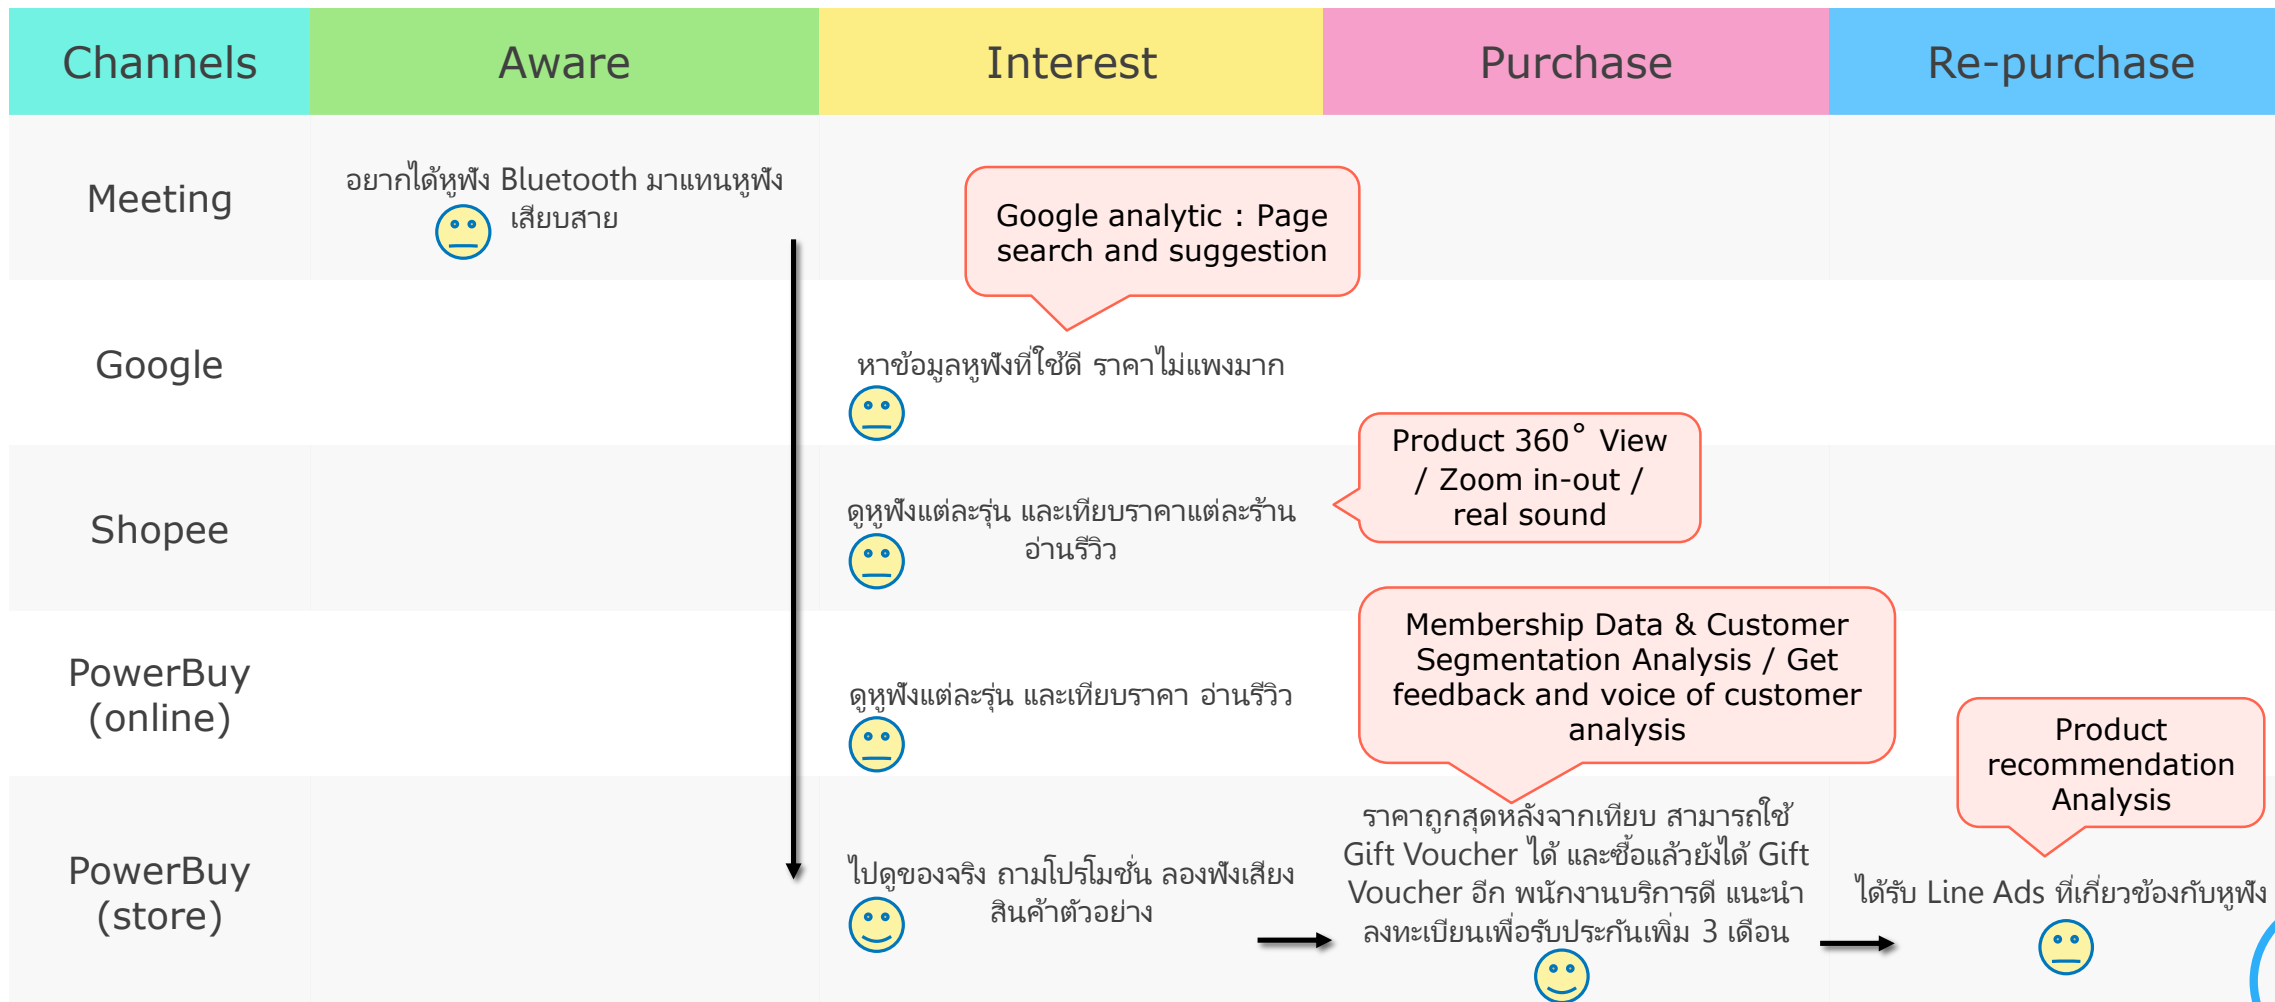 Channels
Aware
Interest
Purchase
Re-purchase
Meeting
อยากได้หูฟัง Bluetooth มาแทนหูฟัง
เสียบสาย
Google analytic : Page
search and suggestion
Google
หาข้อมูลหูฟังที่ใช้ดี ราคาไม่แพงมาก
Shopee
ดูหูฟังแต่ละรุ่น และเทียบราคาแต่ละร้าน
อ่านรีวิว
Product 360° View
/ Zoom in-out /
real sound
PowerBuy
(online)
ดูหูฟังแต่ละรุ่น และเทียบราคา อ่านรีวิว
Membership Data & Customer
Segmentation Analysis / Get
feedback and voice of customer
analysis
Product
recommendation
Analysis
PowerBuy
(store)
ไปดูของจริง ถามโปรโมชั่น ลองฟังเสียง
สินค้าตัวอย่าง
ราคาถูกสุดหลังจากเทียบ สามารถใช้
Gift Voucher ได้ และซื้อแล้วยังได้ Gift
Voucher อีก พนักงานบริการดี แนะนำ
ลงทะเบียนเพื่อรับประกันเพิ่ม 3 เดือน
ได้รับ Line Ads ที่เกี่ยวข้องกับหูฟัง